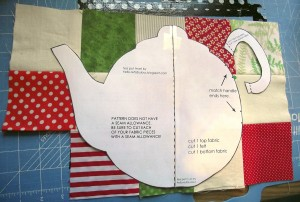 match handle
ends here
PATTERN DOES NOT HAVE
A SEAM ALLOWANCE.
BE SURE TO CUT EACH
OF YOUR FABRIC PIECES
WITH A SEAM ALLOWANCE!
cut 1 top fabric
cut 1 felt
cut 1 bottom fabric